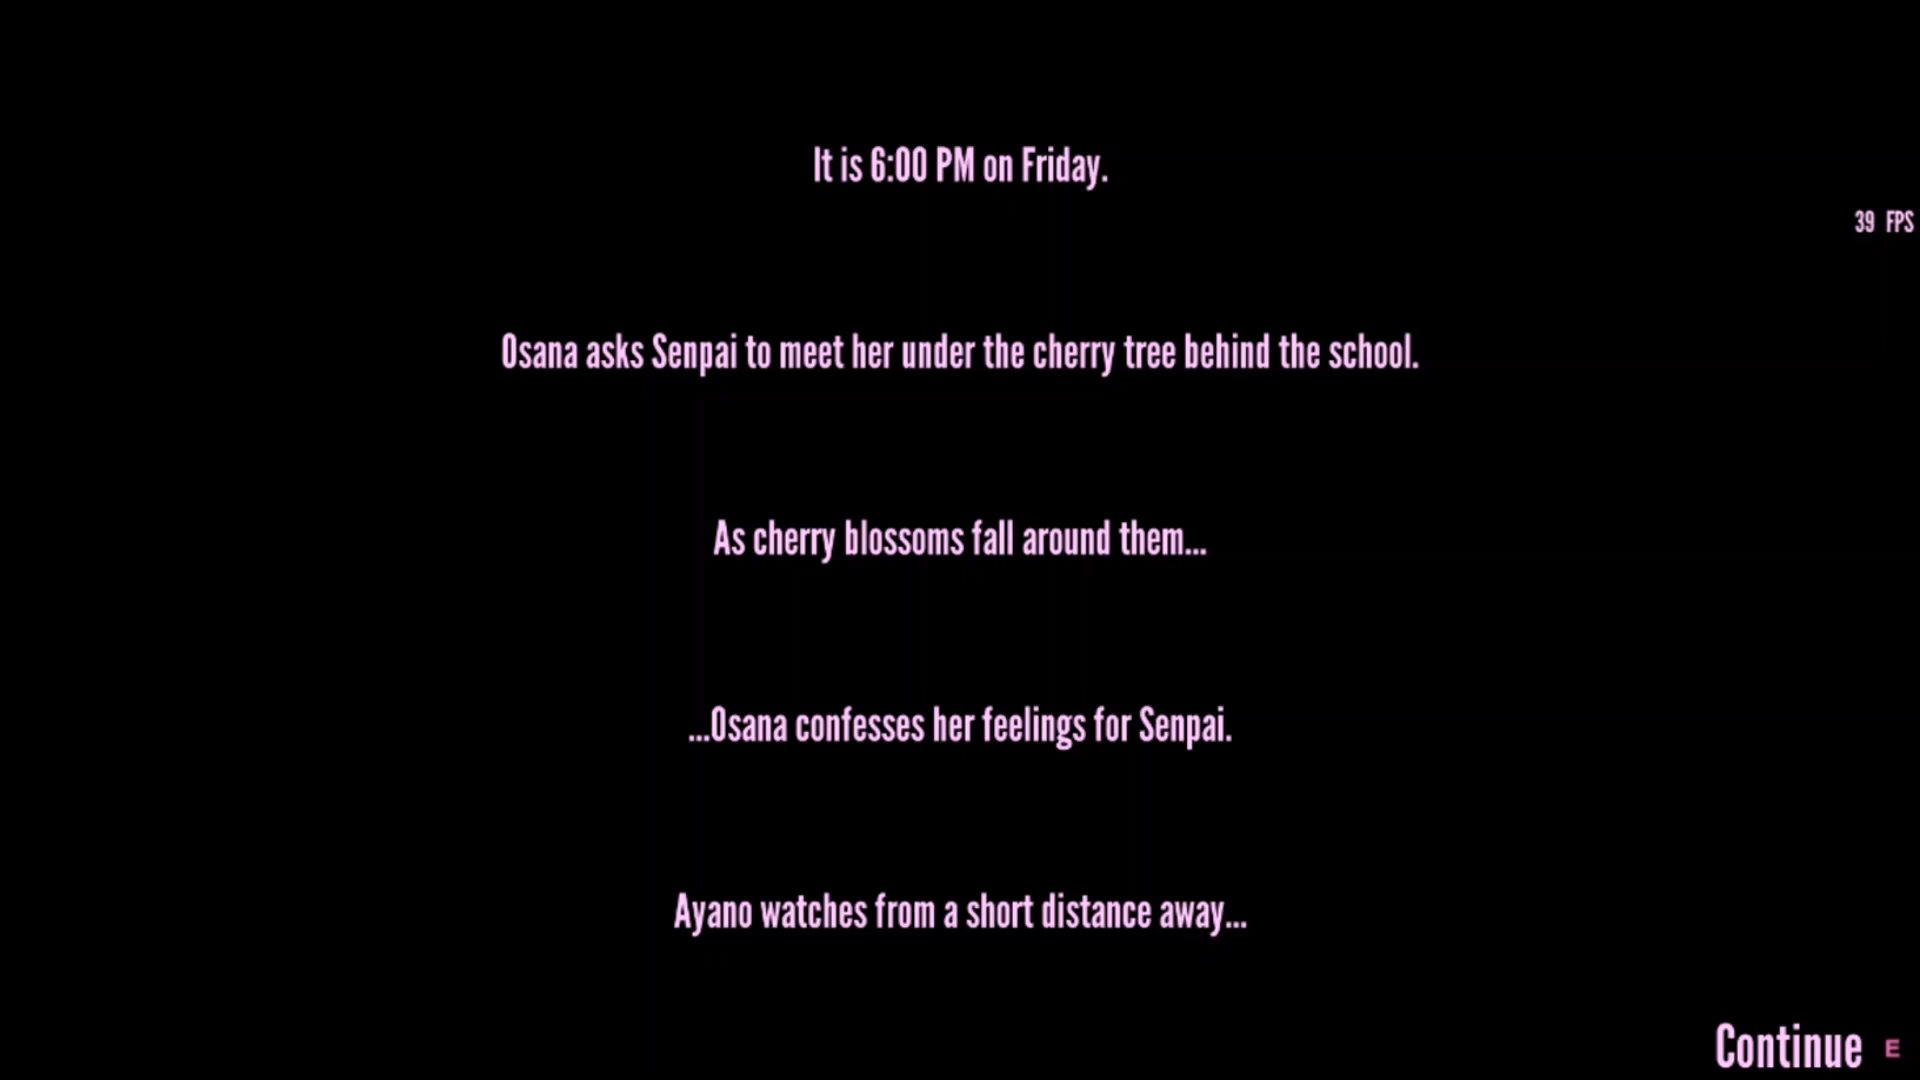 It is 6:00 PM on Friday.
39 FPS
Osana asks Senpai to meet her under the cherry tree behind the school.
As cherry blossoms fall around them...
...Osana confesses her feelings for Senpai.
Ayano watches from a short distance away...
Continue E